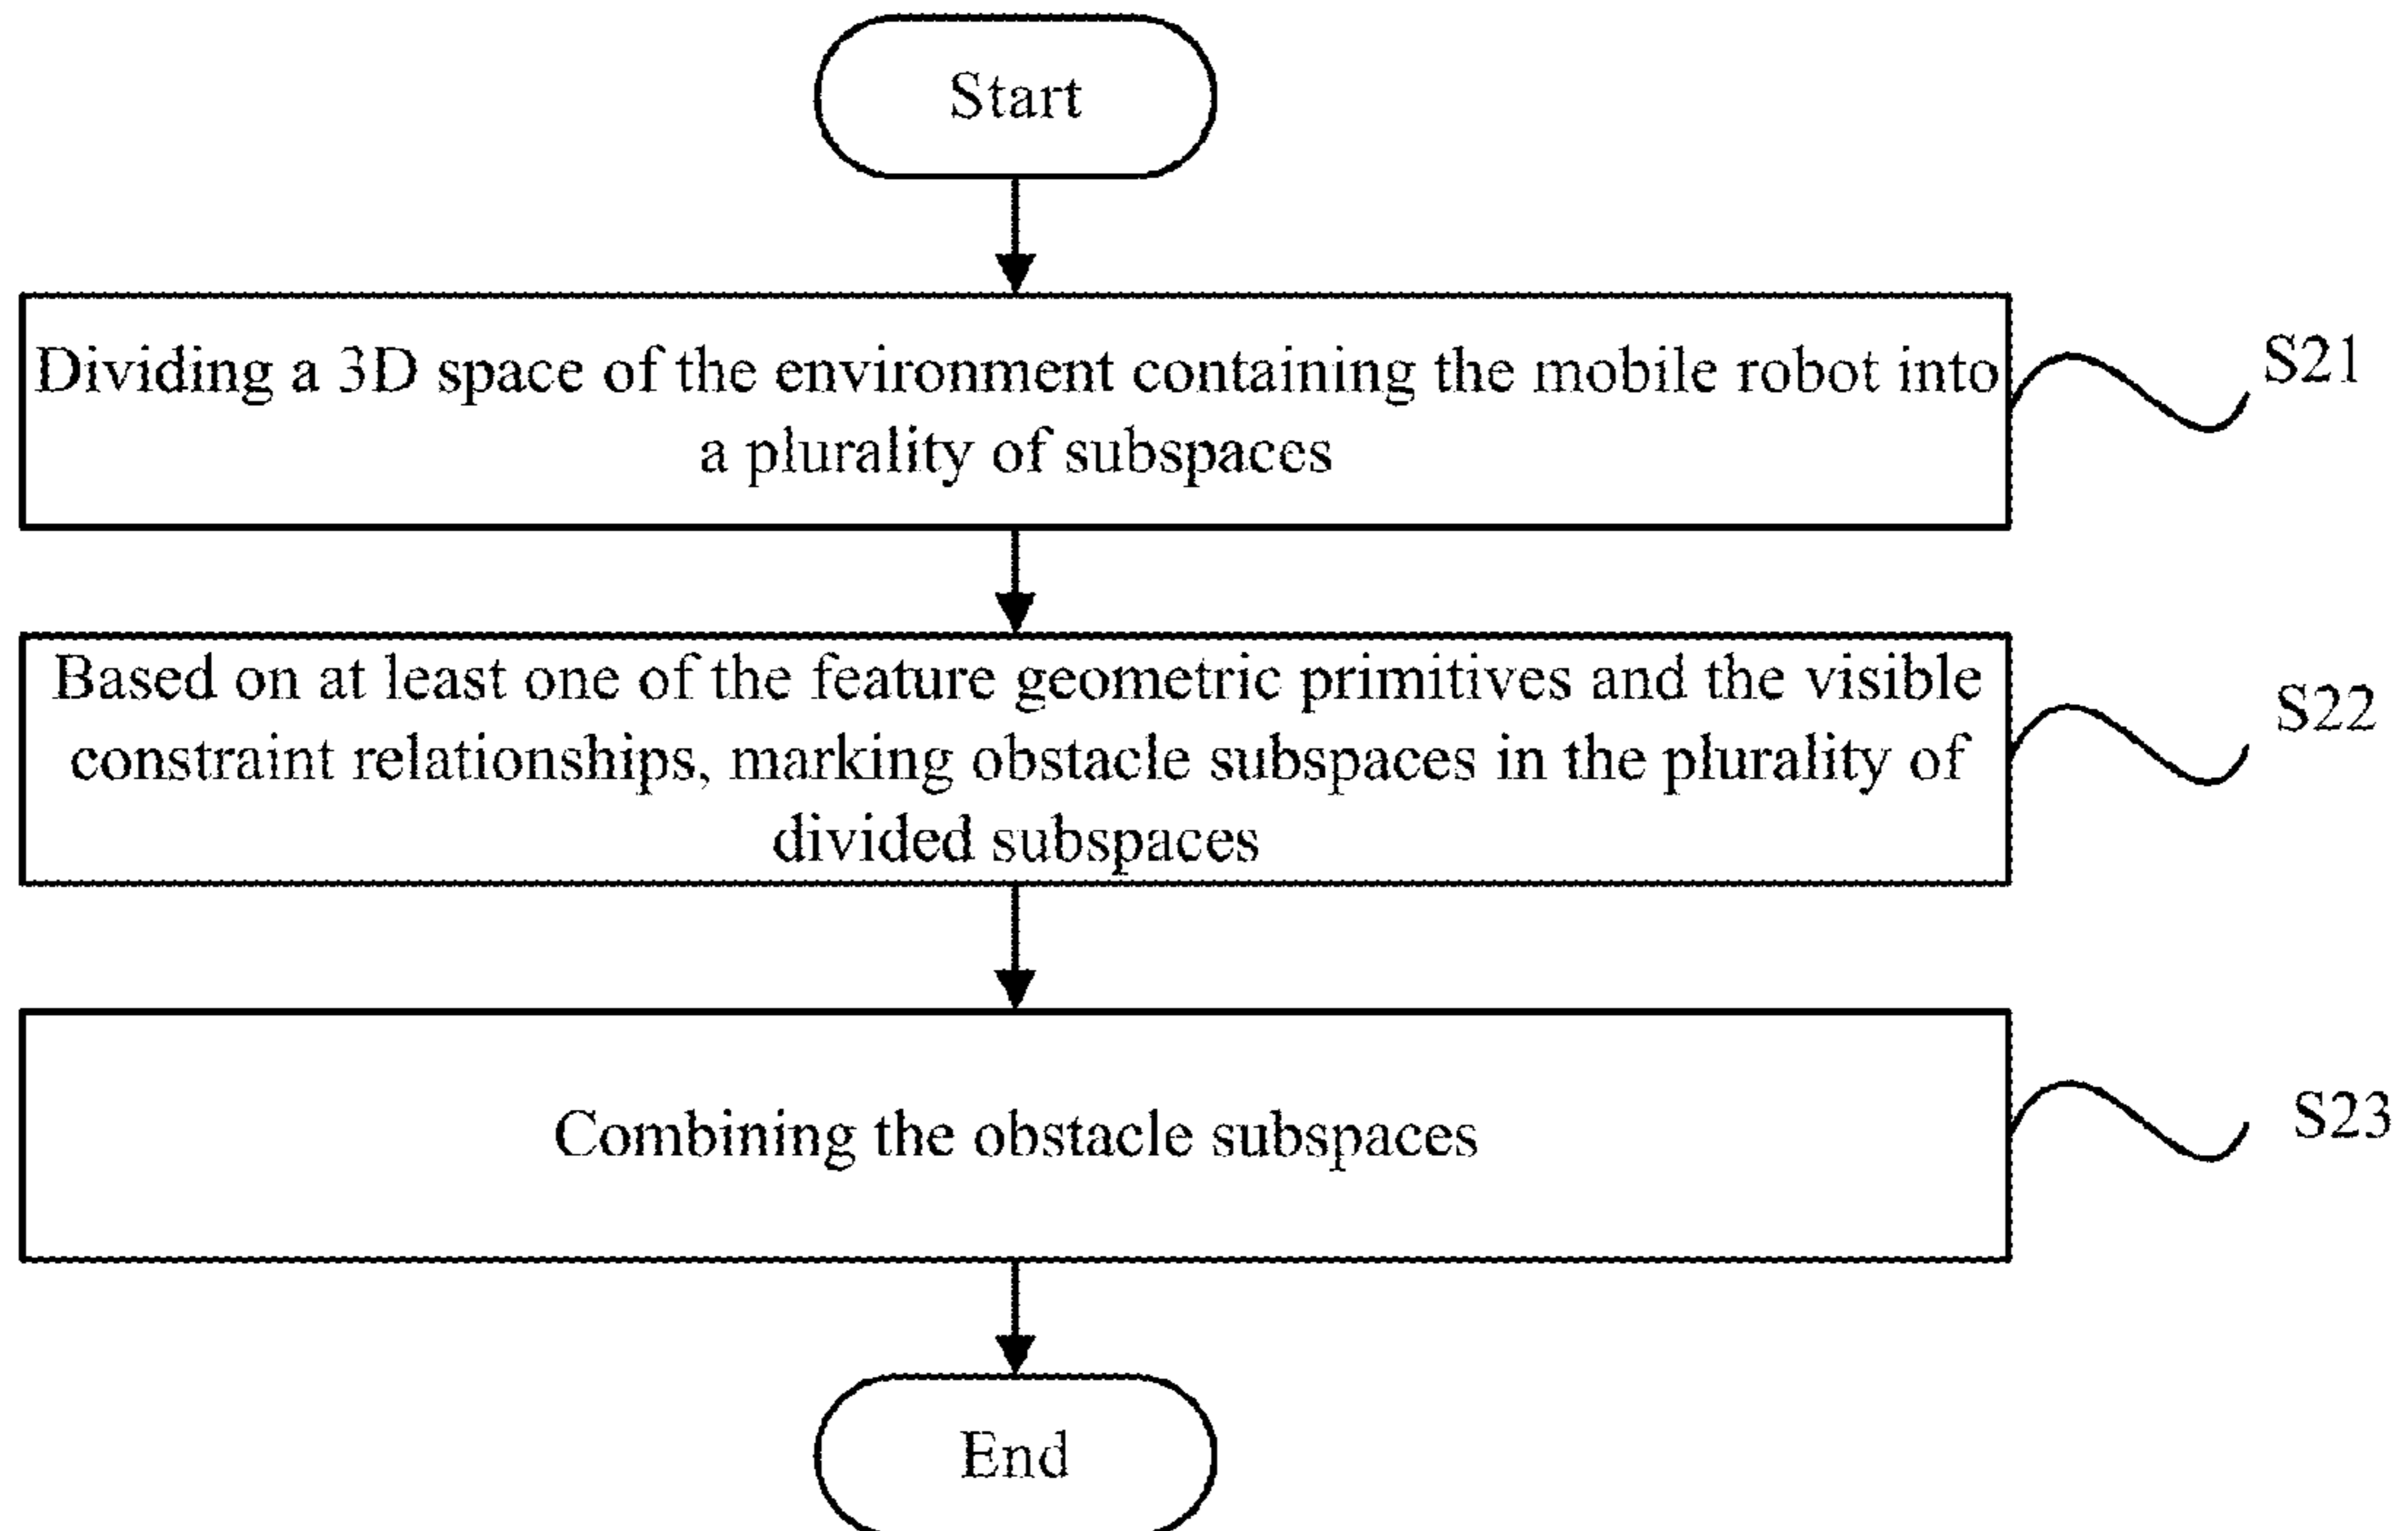 Start
Dividing a 3D space of the environment containing the mobile robot into
a plurality of subspaces
S21
Based on at least one of the feature geometric primitives and the visible
constraint relationships, marking obstacle subspaces in the plurality of
divided subspaces
S22
Combining the obstacle subspaces
S23
End